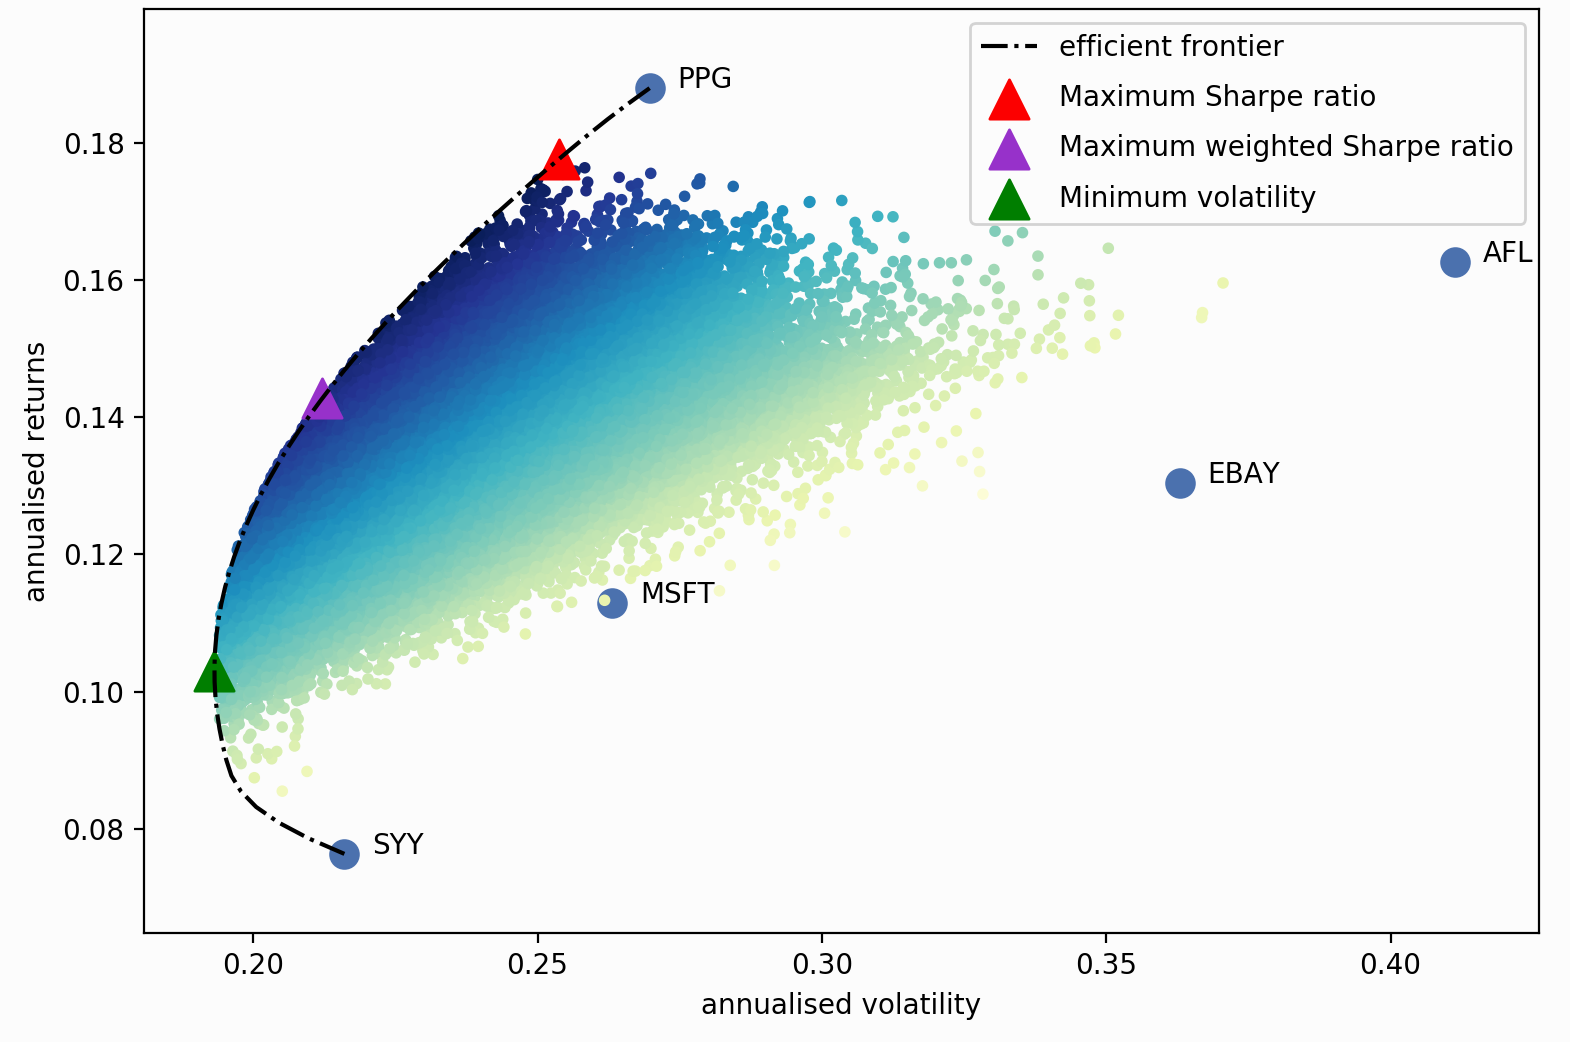 efficient frontier
Maximum Sharpe ratio
Maximum weighted Sharpe ratio
Minimum volatility
PPG
AFL
EBAY
MSFT
SYY
0.18
0.16
0.14
0.12
0.10
0.08
annualised returns
0.20 0.25 0.30 0.35 0.40
annualised volatility